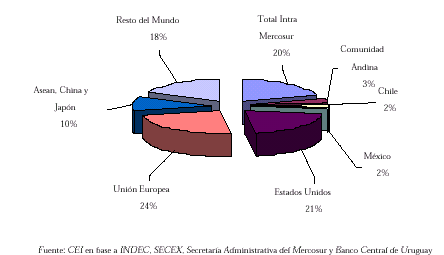 Resto del Mundo
18%
Total Intra
Mercosur
20%
Comunidad
Andina
3%
Chile
2%
México
2%
Estados Unidos
21%
Unión Europea
24%
Asean, China y
Japón
10%
Fuente: CEI en base a INDEC, SECEX, Secretaría Administrativa del Mercosur y Banco Central de Uruguay